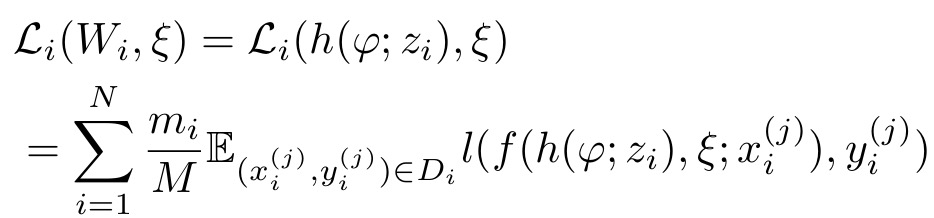 $\mathcal{L}_i(W_i, \xi) = \mathcal{L}_i(h(\varphi; z_i), \xi)$
$= \sum_{i=1}^{N} \frac{m_i}{M} \mathbb{E}_{(x_i^{(j)}, y_i^{(j)}) \in D_i} l(f(h(\varphi; z_i), \xi; x_i^{(j)}), y_i^{(j)})$